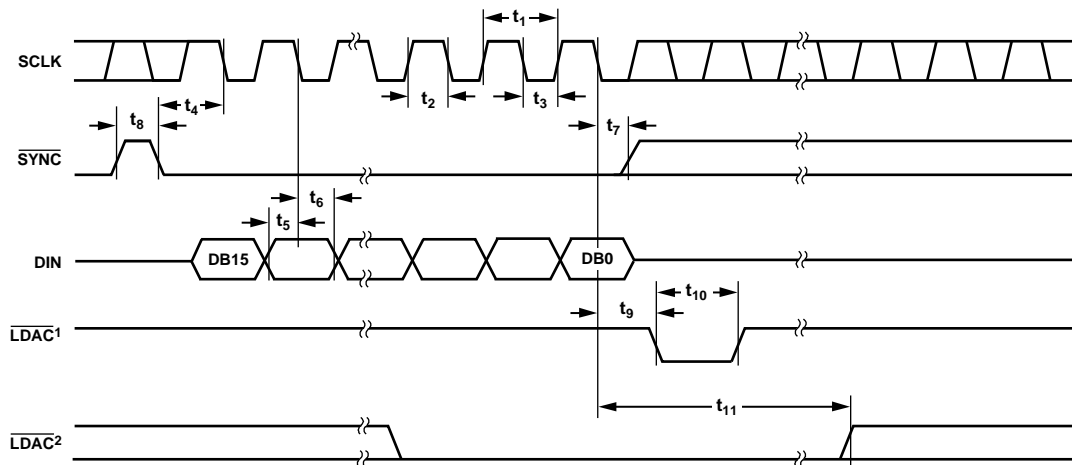 t1
SCLK
t2
t3
t4
t8
t7
SYNC
t6
t5
DB15
DB0
DIN
t10
t9
LDAC1
t11
LDAC2